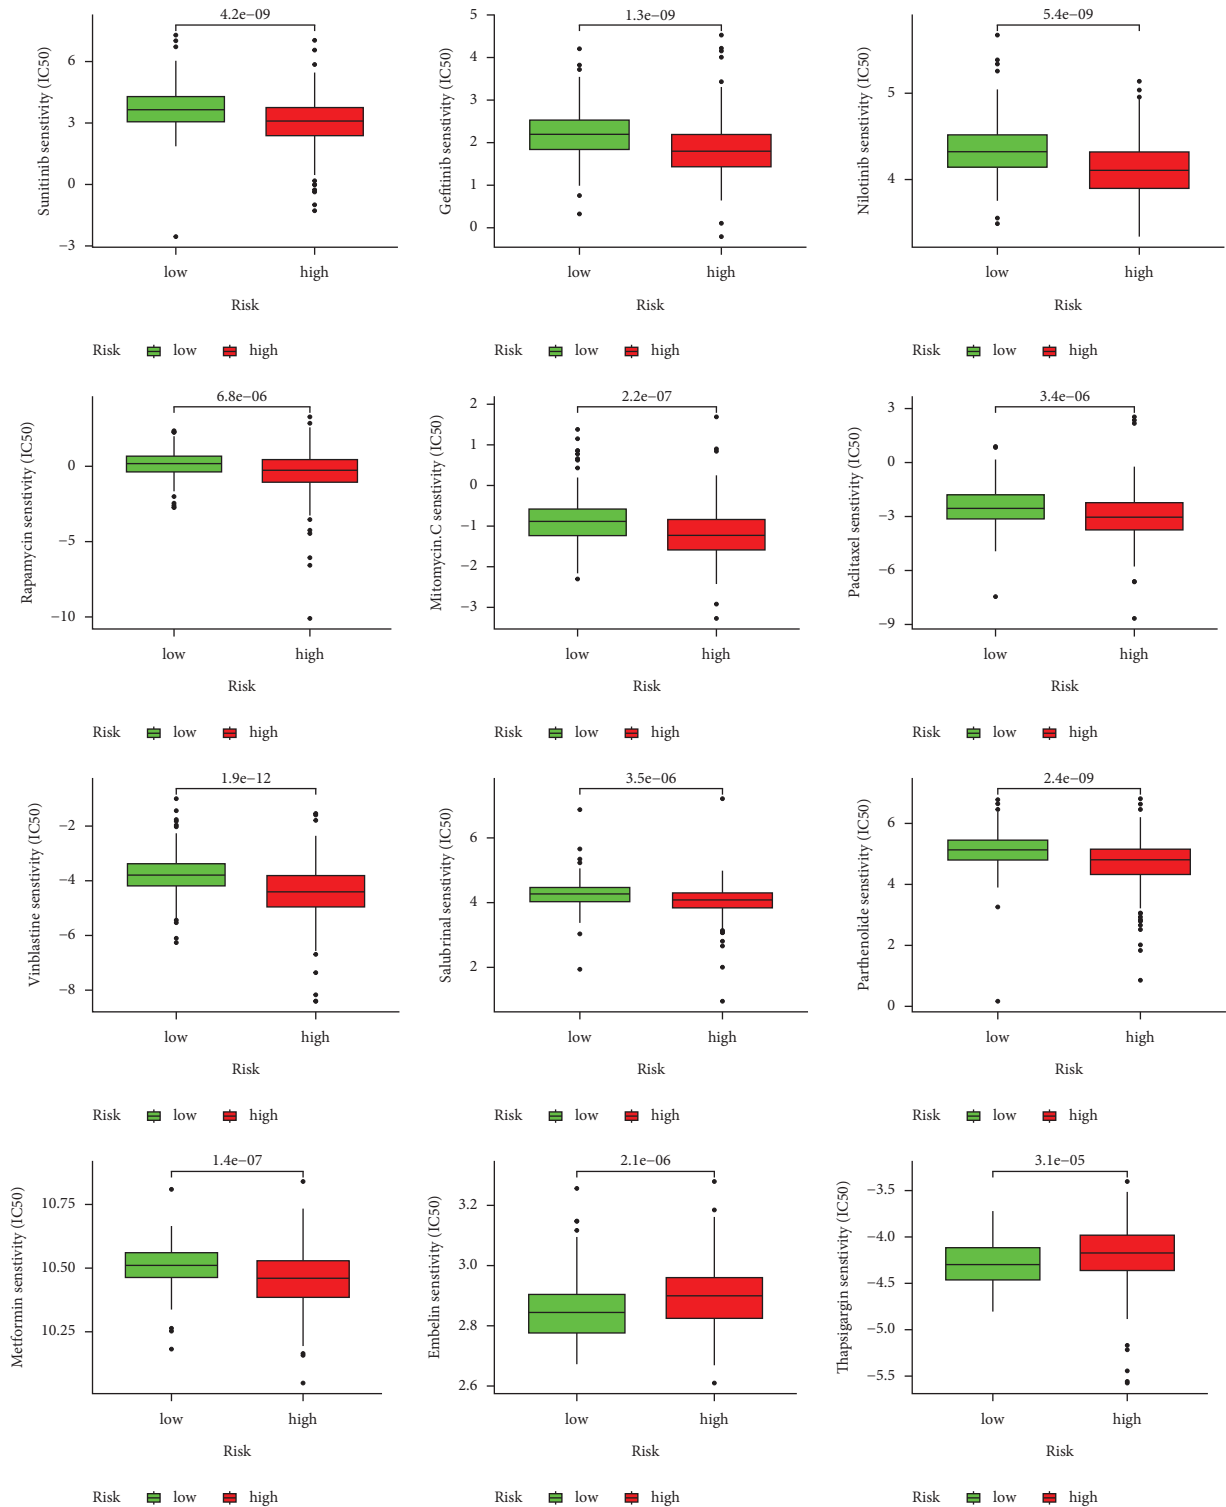 4.2e−09
Sunitinib senstivity (IC50)
6
3
0
−3
low
high
Risk
Risk low high
1.3e−09
Gefitinib senstivity (IC50)
5
4
3
2
1
0
low
high
Risk
Risk low high
5.4e−09
Nilotinib senstivity (IC50)
5
4
low
high
Risk
Risk low high
6.8e−06
Rapamycin senstivity (IC50)
0
−5
−10
low
high
Risk
Risk low high
2.2e−07
Mitomycin.C senstivity (IC50)
2
1
0
−1
−2
−3
low
high
Risk
Risk low high
3.4e−06
Paclitaxel senstivity (IC50)
3
0
−3
−6
−9
low
high
Risk
Risk low high
1.9e−12
Vinblastine senstivity (IC50)
−2
−4
−6
−8
low
high
Risk
Risk low high
3.5e−06
Salubrinal senstivity (IC50)
6
4
2
low
high
Risk
Risk low high
2.4e−09
Parthenolide senstivity (IC50)
6
4
2
0
low
high
Risk
Risk low high
1.4e−07
Metformin senstivity (IC50)
10.75
10.50
10.25
low
high
Risk
Risk low high
2.1e−06
Embelin senstivity (IC50)
3.2
3.0
2.8
2.6
low
high
Risk
Risk low high
3.1e−05
Thapsigargin senstivity (IC50)
−3.5
−4.0
−4.5
−5.0
−5.5
low
high
Risk
Risk low high